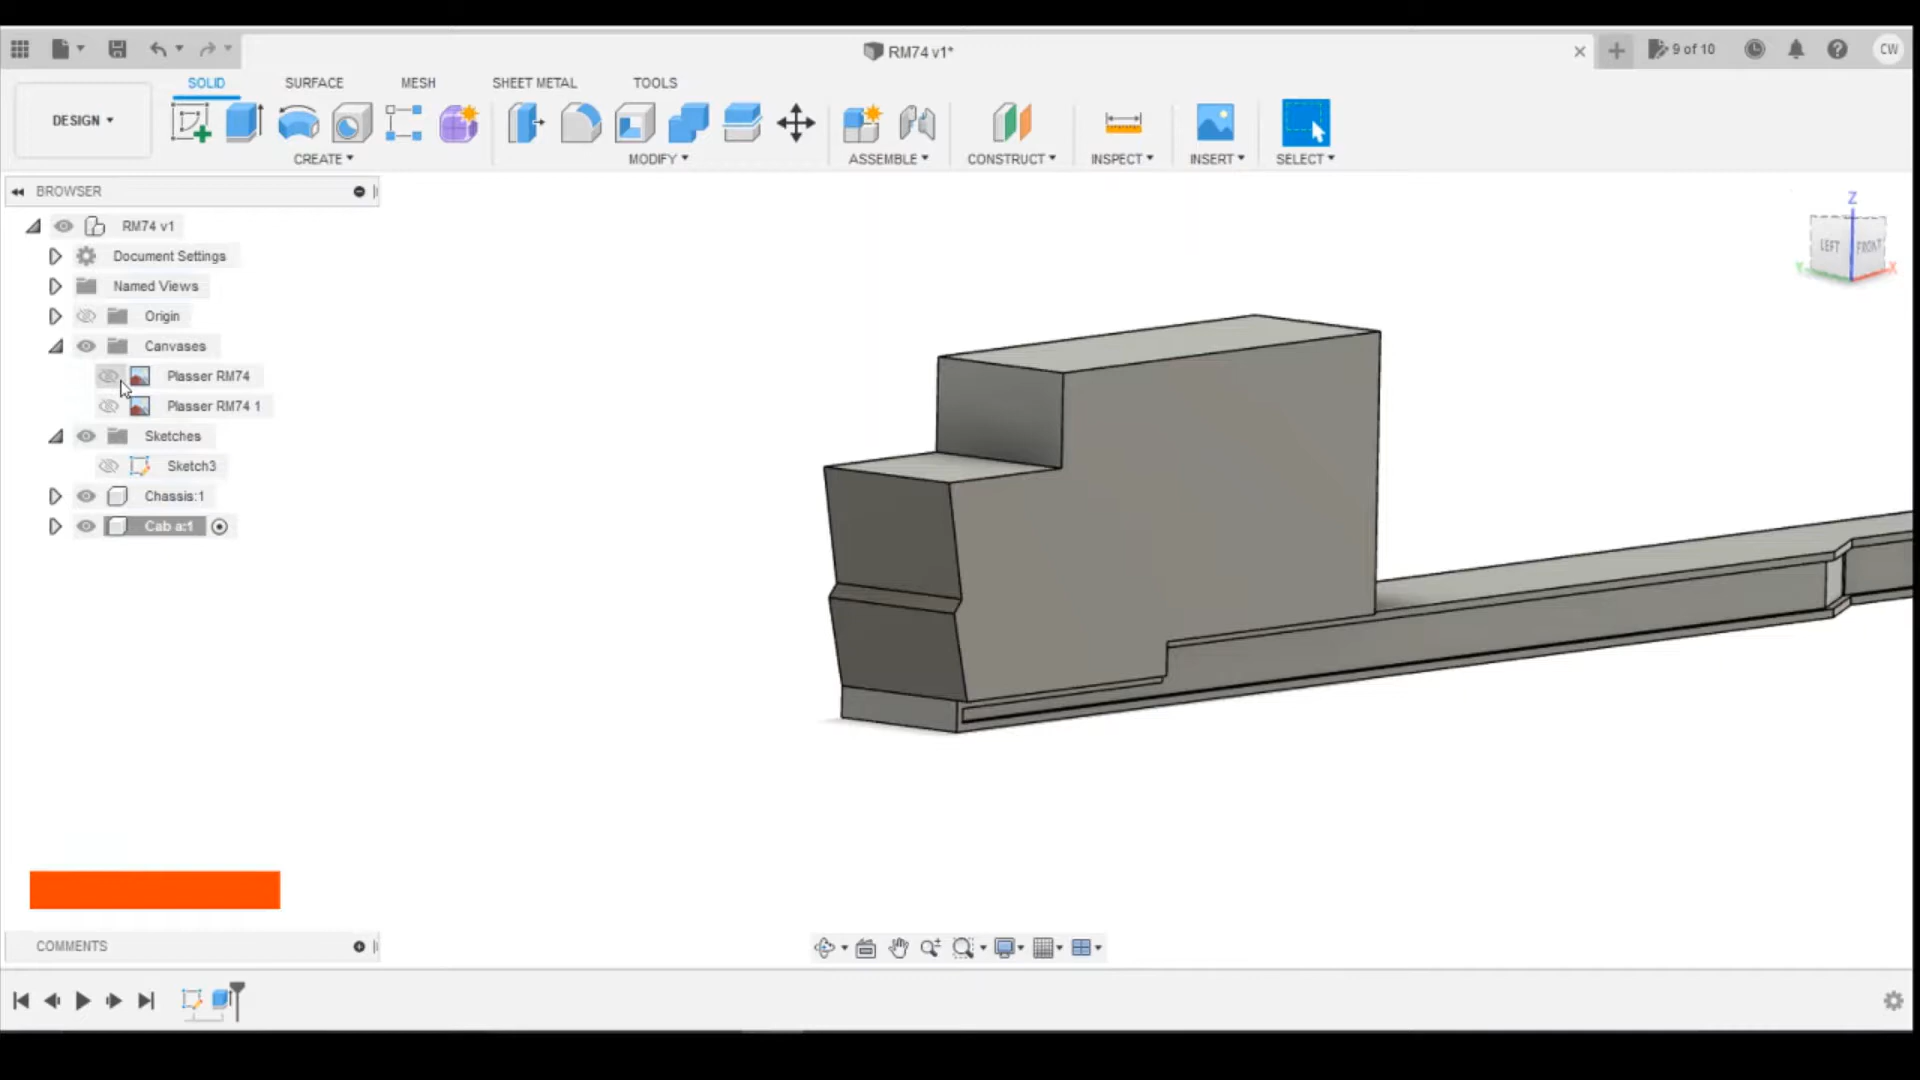 RM74 v1*
9 of 10
CW
DESIGN
SOLID SURFACE MESH SHEET METAL TOOLS
CREATE MODIFY ASSEMBLE CONSTRUCT INSPECT INSERT SELECT
BROWSER
RM74 v1
Document Settings
Named Views
Origin
Canvases
Plasser RM74
Plasser RM74 1
Sketches
Sketch3
Chassis:1
Cab a:1
Z
LEFT FRONT
Y X
COMMENTS